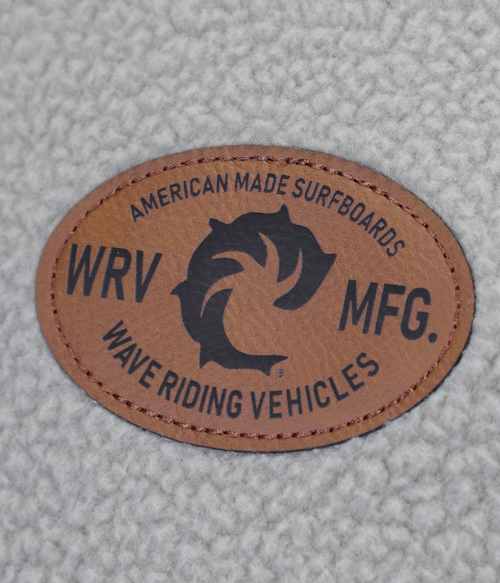 AMERICAN MADE SURFBOARDS
WRV
MFG.
®
WAVE RIDING VEHICLES